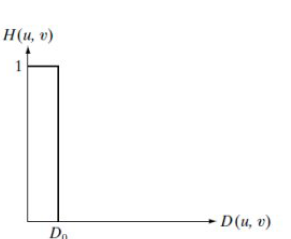 H(u, v)
1
D(u, v)
D₀